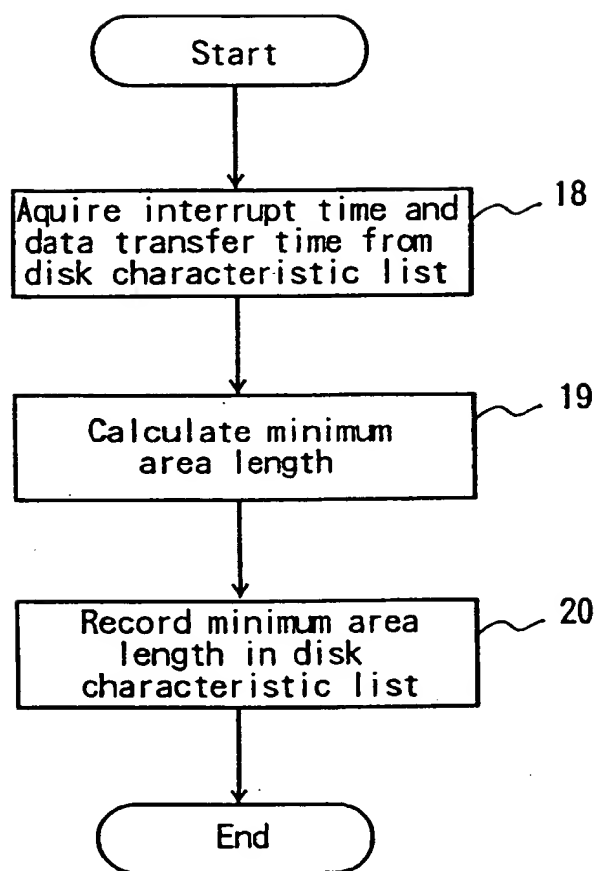 Start
Aquire interrupt time and
data transfer time from
disk characteristic list
18
Calculate minimum
area length
19
Record minimum area
length in disk
characteristic list
20
End